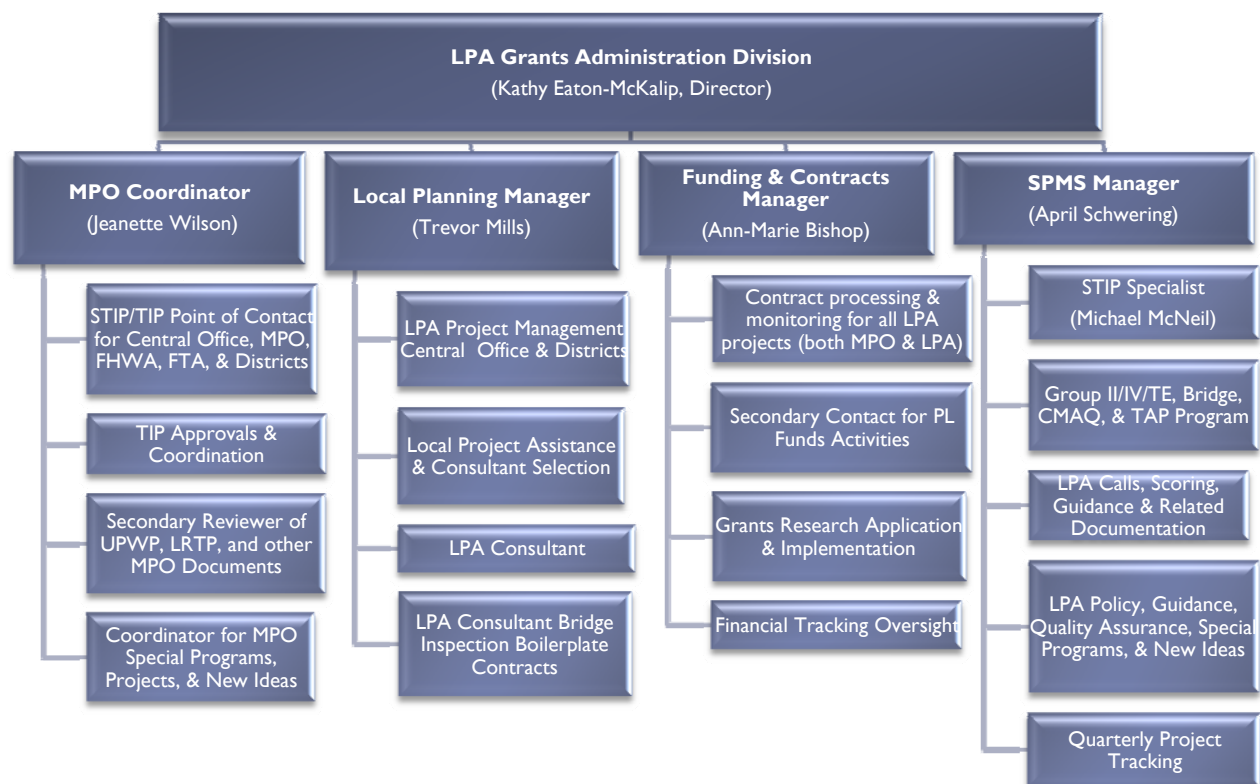 LPA Grants Administration Division
(Kathy Eaton-McKalip, Director)
MPO Coordinator
(Jeanette Wilson)
STIP/TIP Point of Contact
for Central Office, MPO,
FHWA, FTA, & Districts
TIP Approvals &
Coordination
Secondary Reviewer of
UPWP, LRTP, and other
MPO Documents
Coordinator for MPO
Special Programs,
Projects, & New Ideas
Local Planning Manager
(Trevor Mills)
LPA Project Management
Central Office & Districts
Local Project Assistance
& Consultant Selection
LPA Consultant
LPA Consultant Bridge
Inspection Boilerplate
Contracts
Funding & Contracts
Manager
(Ann-Marie Bishop)
Contract processing &
monitoring for all LPA
projects (both MPO & LPA)
Secondary Contact for PL
Funds Activities
Grants Research Application
& Implementation
Financial Tracking Oversight
SPMS Manager
(April Schwering)
STIP Specialist
(Michael McNeil)
Group II/IV/TE, Bridge,
CMAQ, & TAP Program
LPA Calls, Scoring,
Guidance & Related
Documentation
LPA Policy, Guidance,
Quality Assurance, Special
Programs, & New Ideas
Quarterly Project
Tracking